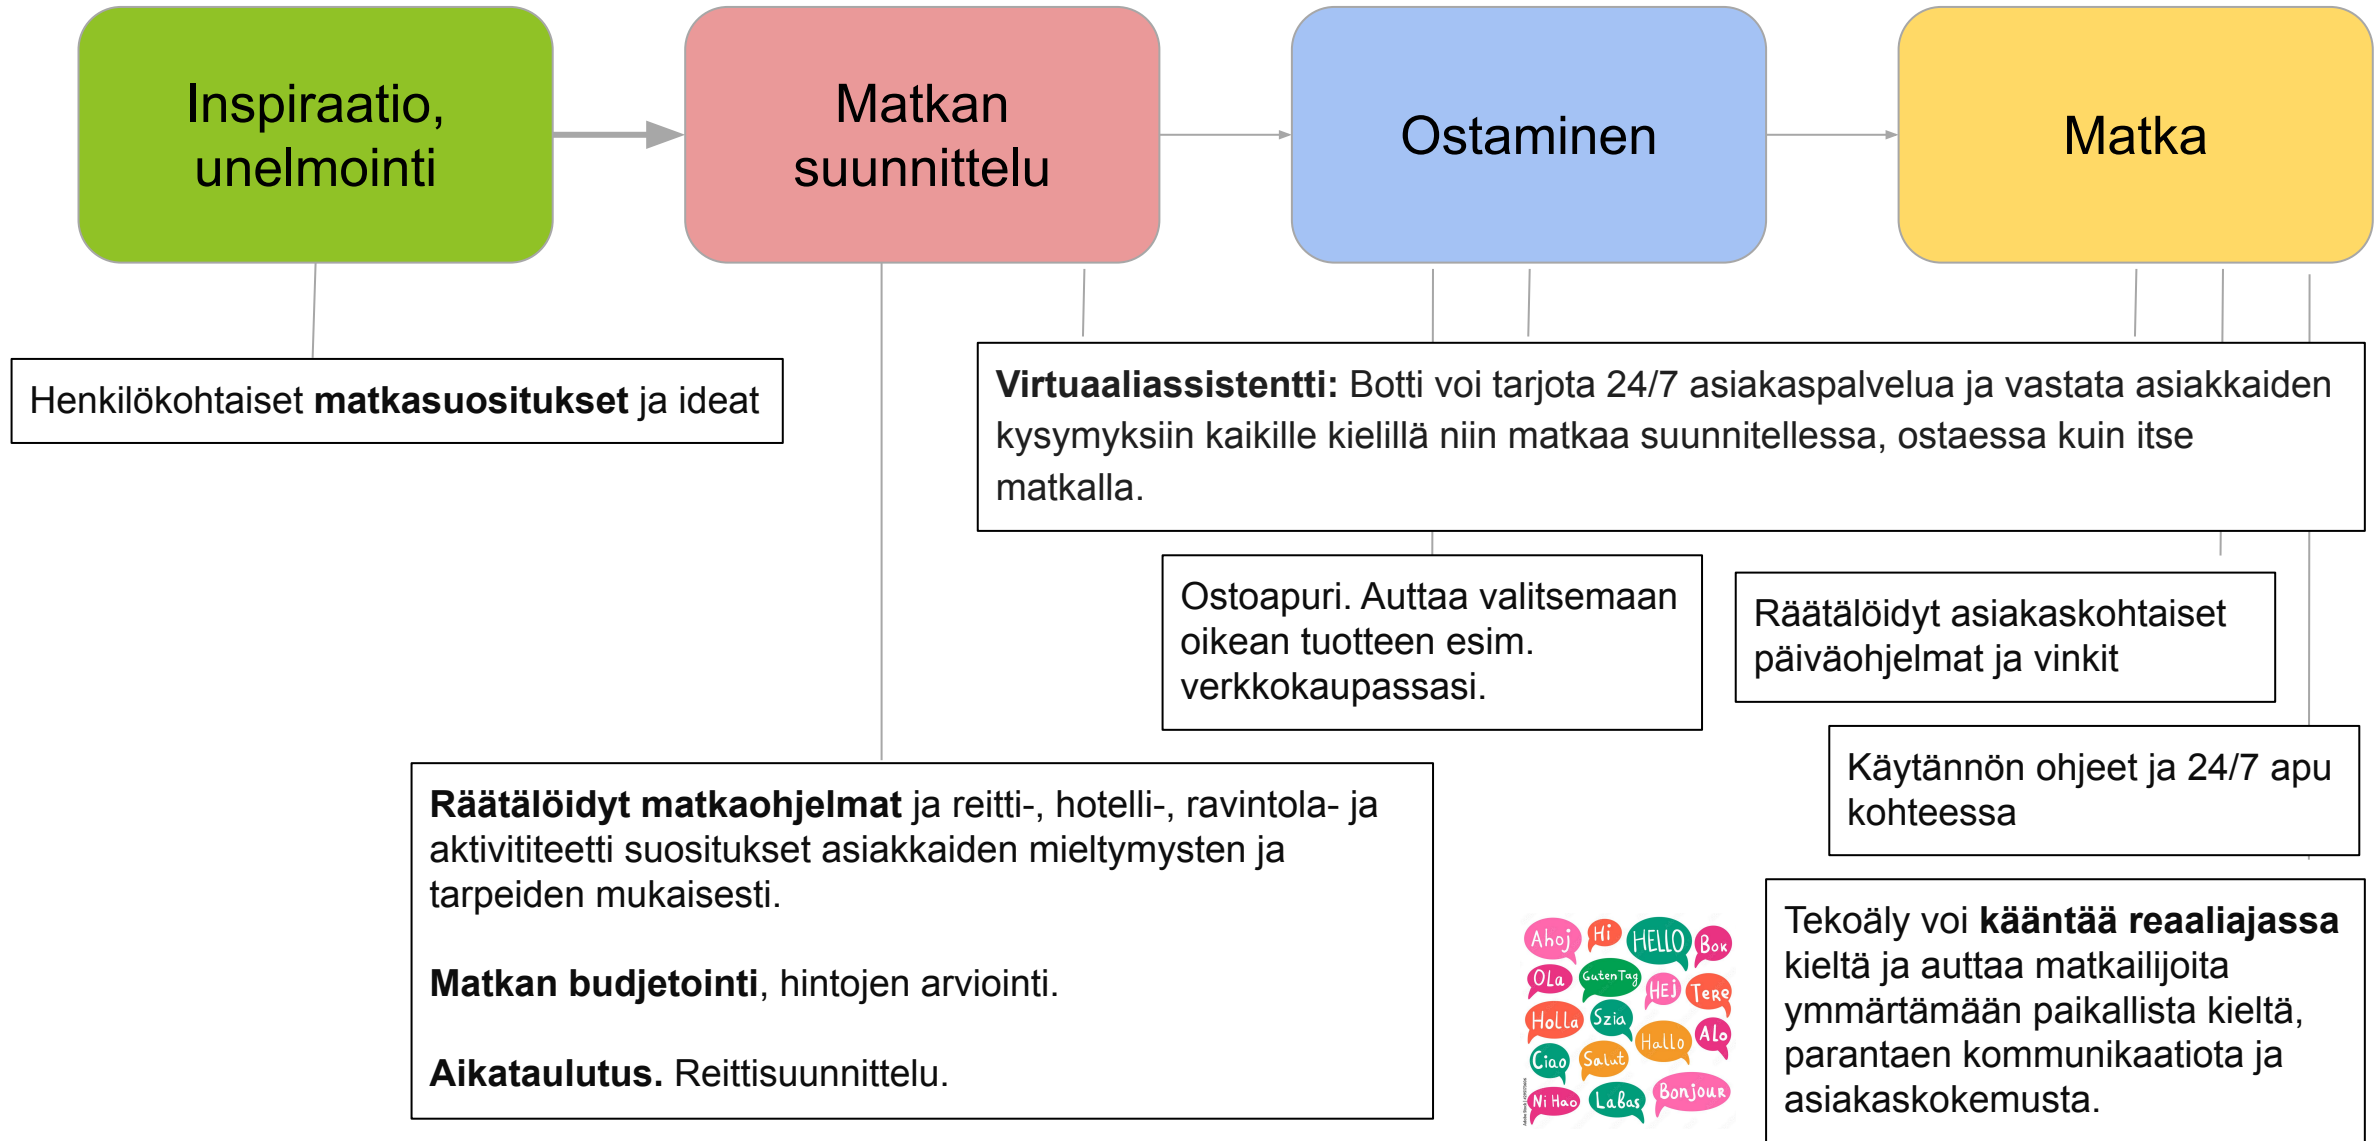 Inspiraatio,
unelmointi
Matkan
suunnittelu
Ostaminen
Matka
Henkilökohtaiset matkasuositukset ja ideat
Virtuaaliassistentti: Botti voi tarjota 24/7 asiakaspalvelua ja vastata asiakkaiden
kysymyksiin kaikille kielillä niin matkaa suunnitellessa, ostaessa kuin itse
matkalla.
Ostoapuri. Auttaa valitsemaan
oikean tuotteen esim.
verkkokaupassasi.
Räätälöidyt asiakaskohtaiset
päiväohjelmat ja vinkit
Käytännön ohjeet ja 24/7 apu
kohteessa
Räätälöidyt matkaohjelmat ja reitti-, hotelli-, ravintola- ja
aktivititeetti suositukset asiakkaiden mieltymysten ja
tarpeiden mukaisesti.
Matkan budjetointi, hintojen arviointi.
Aikataulutus. Reittisuunnittelu.
Ahoj
Hi
HELLO
Bok
Ola
Guten Tag
HEJ
Tere
Holla
Szia
Hallo
Alo
Ciao
Salut
Ni Hao
Labas
Bonjour
Tekoäly voi kääntää reaaliajassa
kieltä ja auttaa matkailijoita
ymmärtämään paikallista kieltä,
parantaen kommunikaatiota ja
asiakaskokemusta.